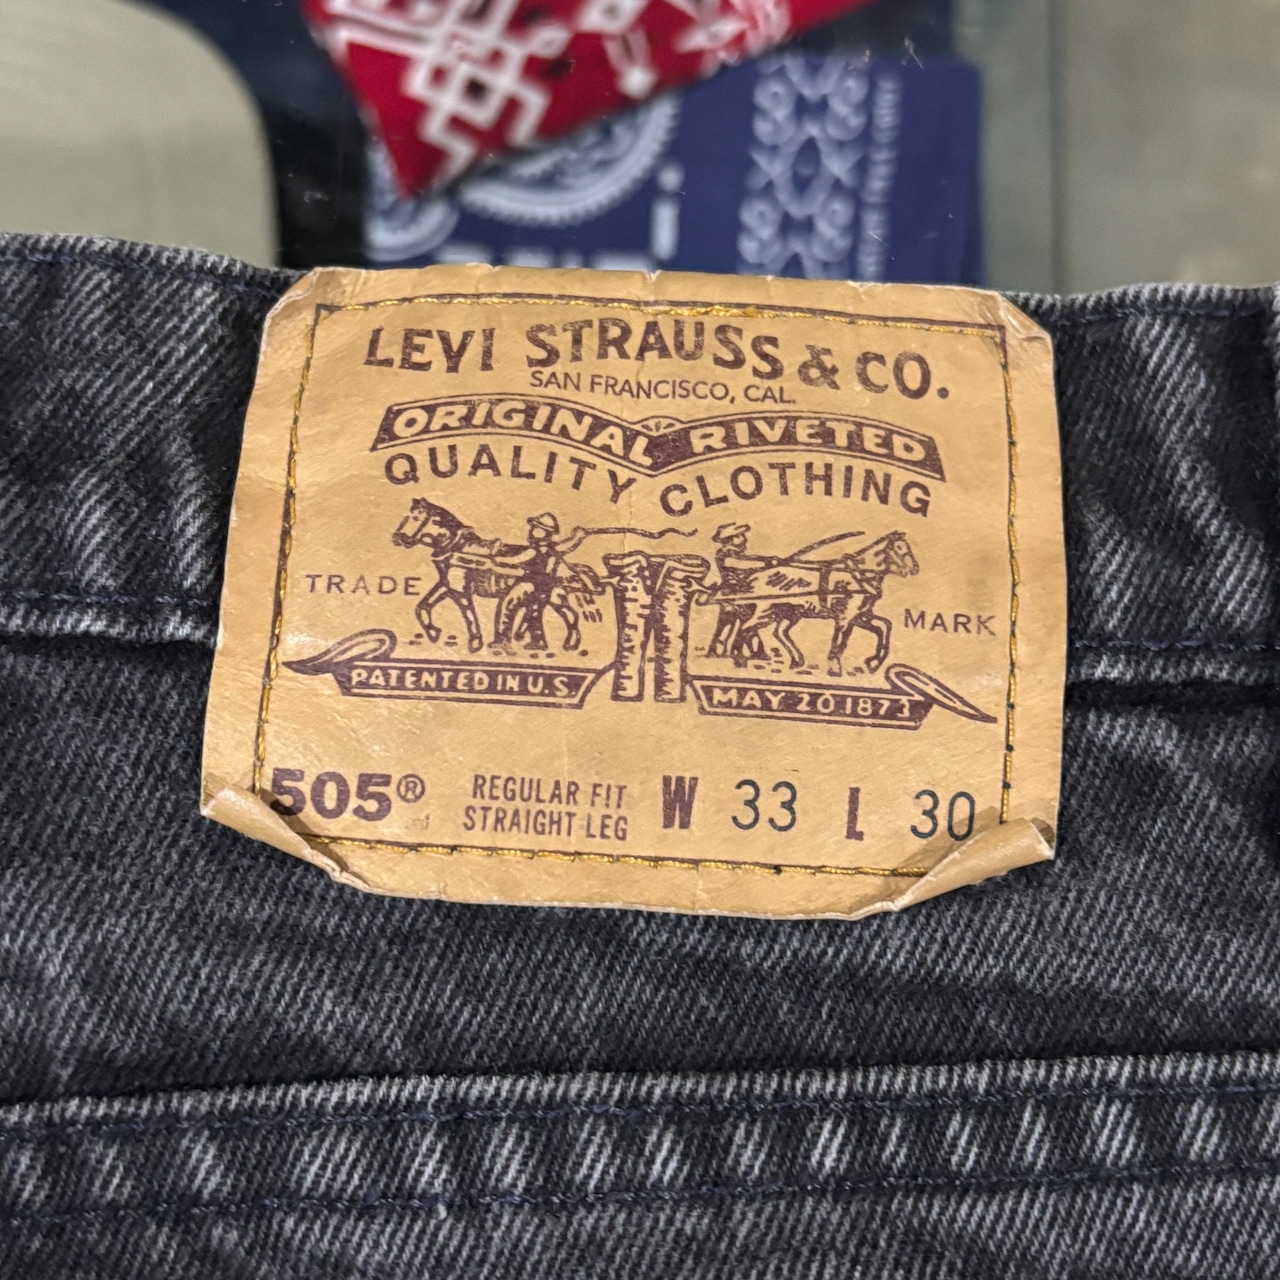 LEVI STRAUSS & CO.
SAN FRANCISCO, CAL.
ORIGINAL RIVETED
QUALITY CLOTHING
TRADE MARK
PATENTED IN U.S. MAY 20 1873
505® REGULAR FIT
STRAIGHT LEG
W 33 L 30